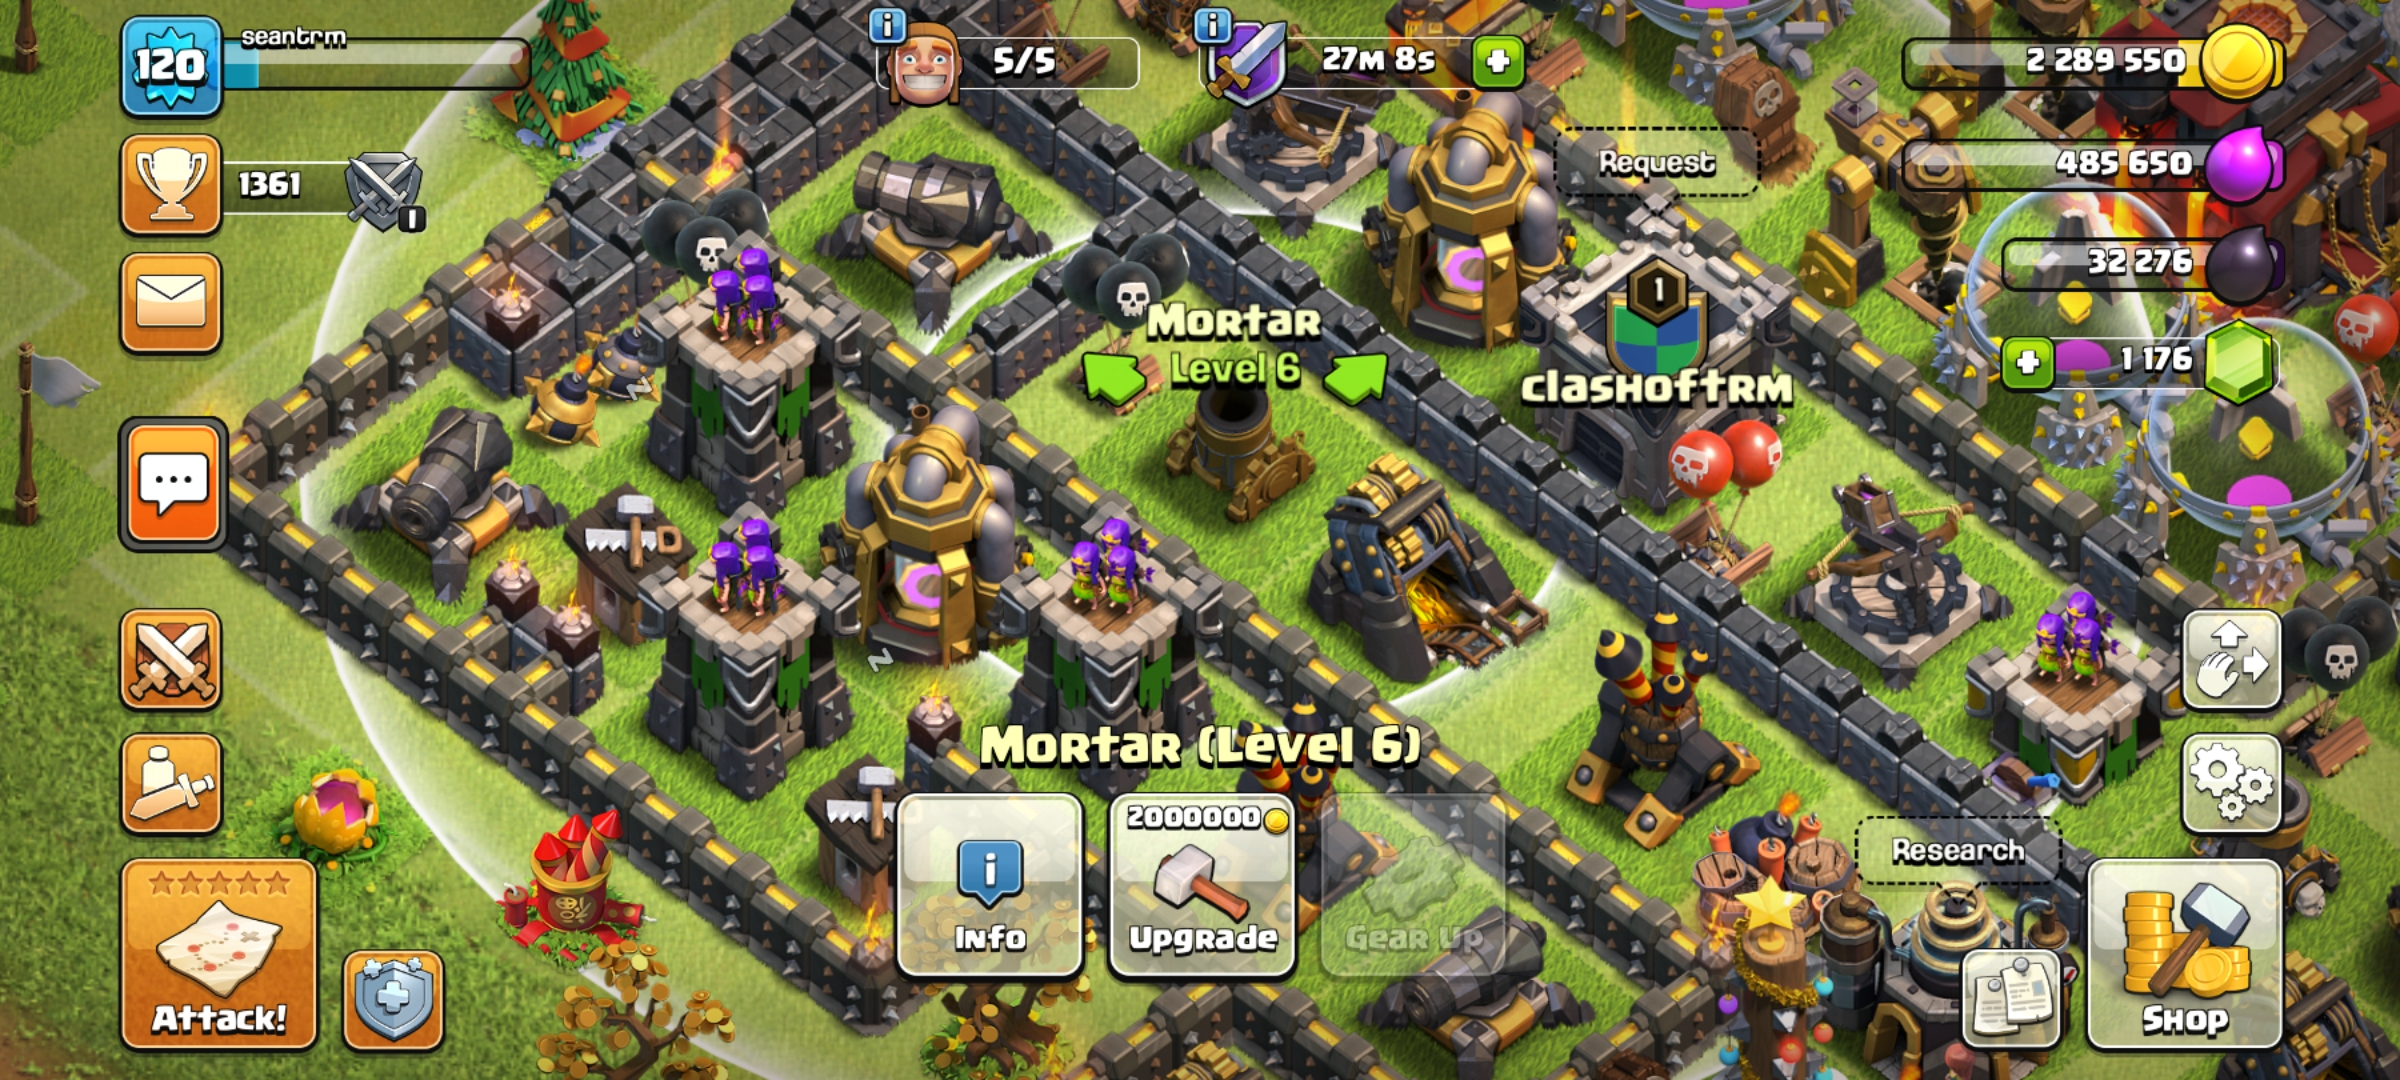 120
seantrm
5/5
27m 8s
2 289 550
1361
1
Request
485 650
32 276
1
Mortar
Level 6
1 176
clashoftrm
Mortar (Level 6)
2000000
Research
Info
Upgrade
Gear Up
Attack!
Shop